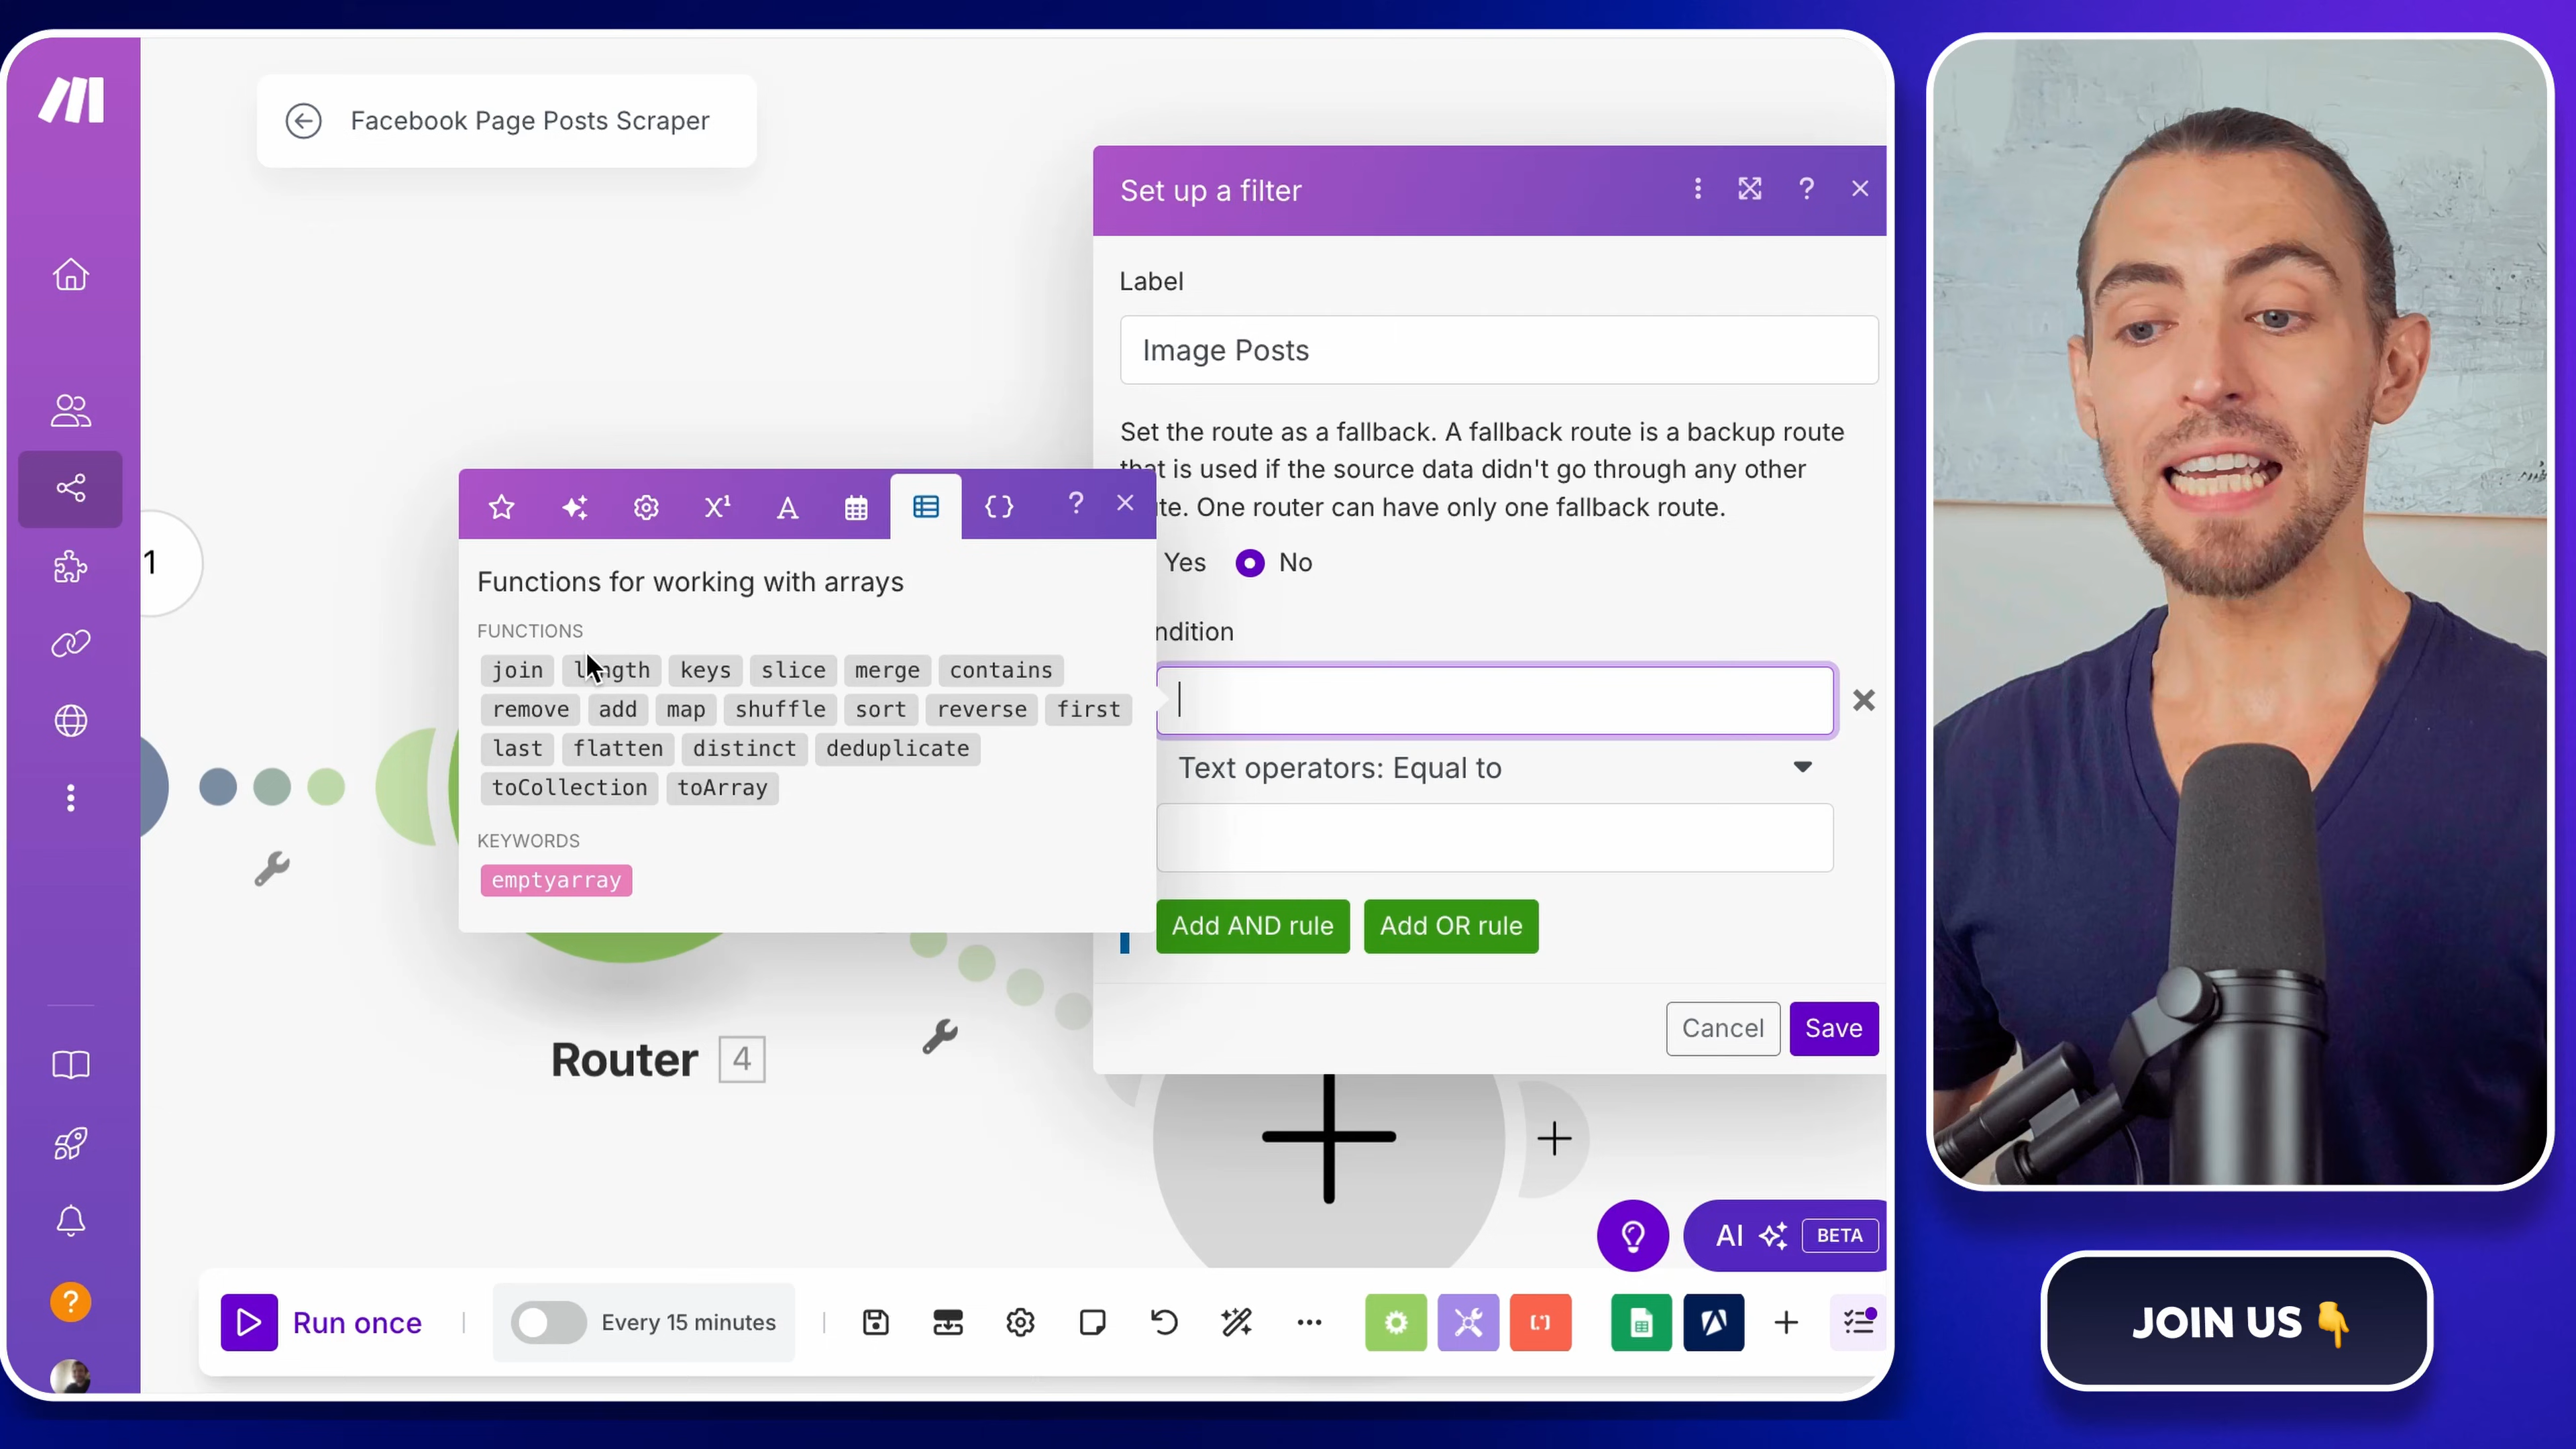 Facebook Page Posts Scraper
Set up a filter
?
Label
Image Posts
Set the route as a fallback. A fallback route is a backup route
that is used if the source data didn't go through any other
te. One router can have only one fallback route.
Yes
No
ndition
Text operators: Equal to
Add AND rule
Add OR rule
Cancel
Save
X¹
A
{}
?
Functions for working with arrays
FUNCTIONS
join length keys slice merge contains
remove add map shuffle sort reverse first
last flatten distinct deduplicate
toCollection toArray
KEYWORDS
emptyarray
1
Router 4
AI BETA
?
Run once
Every 15 minutes
JOIN US